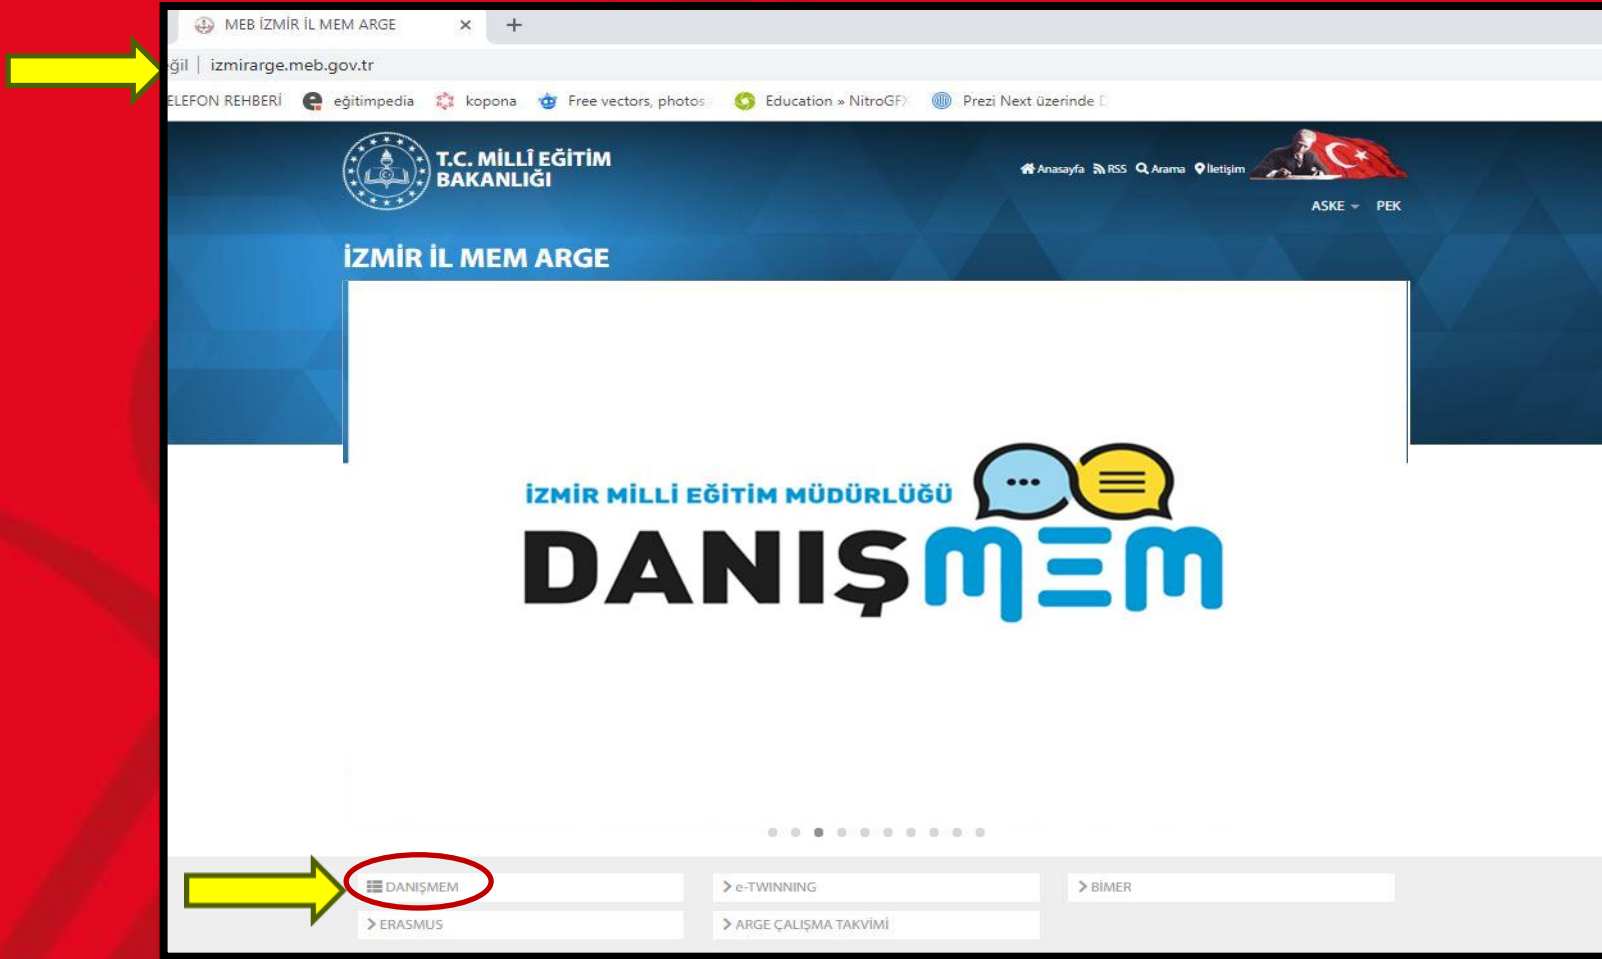 MEB İZMİR İL MEM ARGE
ğil | izmirarge.meb.gov.tr
ELEFON REHBERİ eğitimpedia kopona Free vectors, photos Education » NitroGFX Prezi Next üzerinde
T.C. MİLLÎ EĞİTİM
BAKANLIĞI
Anasayfa RSS Arama İletişim
ASKE PEK
İZMİR İL MEM ARGE
İZMİR MİLLİ EĞİTİM MÜDÜRLÜĞÜ
DANIŞMEM
DANIŞMEM e-TWINNING BİMER
ERASMUS ARGE ÇALIŞMA TAKVİMİ